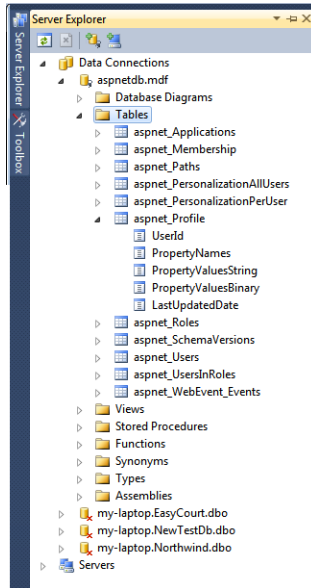 Server Explorer
Server Explorer
Toolbox
Data Connections
aspnetdb.mdf
Database Diagrams
Tables
aspnet_Applications
aspnet_Membership
aspnet_Paths
aspnet_PersonalizationAllUsers
aspnet_PersonalizationPerUser
aspnet_Profile
UserId
PropertyNames
PropertyValuesString
PropertyValuesBinary
LastUpdatedDate
aspnet_Roles
aspnet_SchemaVersions
aspnet_Users
aspnet_UsersInRoles
aspnet_WebEvent_Events
Views
Stored Procedures
Functions
Synonyms
Types
Assemblies
my-laptop.EasyCourt.dbo
my-laptop.NewTestDb.dbo
my-laptop.Northwind.dbo
Servers